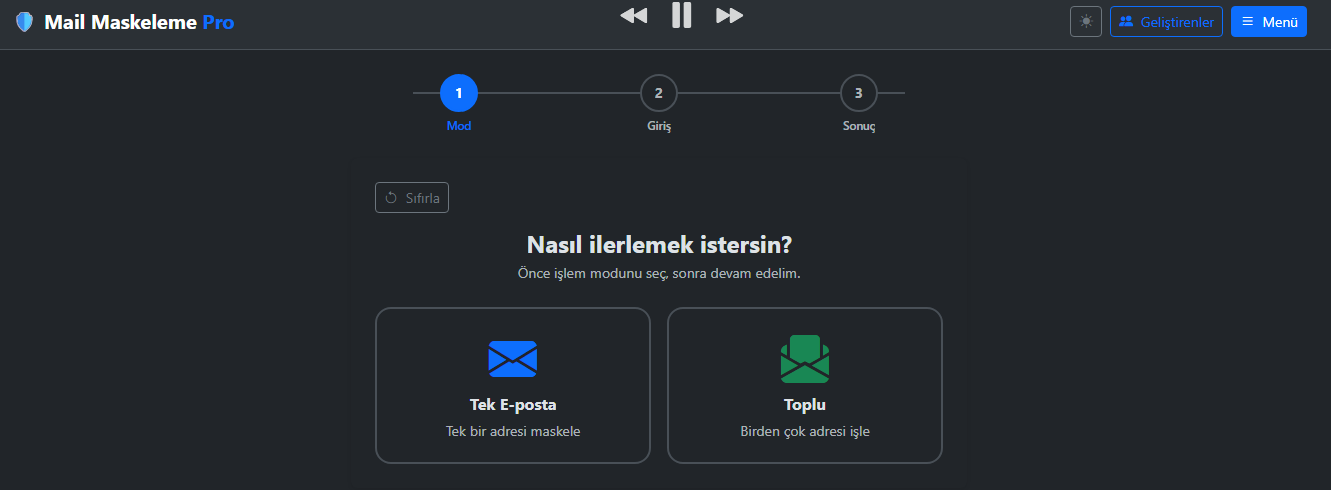 Mail Maskeleme Pro
Geliştirenler
Menü
1
2
3
Mod
Giriş
Sonuç
Sıfırla
Nasıl ilerlemek istersin?
Önce işlem modunu seç, sonra devam edelim.
Tek E-posta
Toplu
Tek bir adresi maskele
Birden çok adresi işle